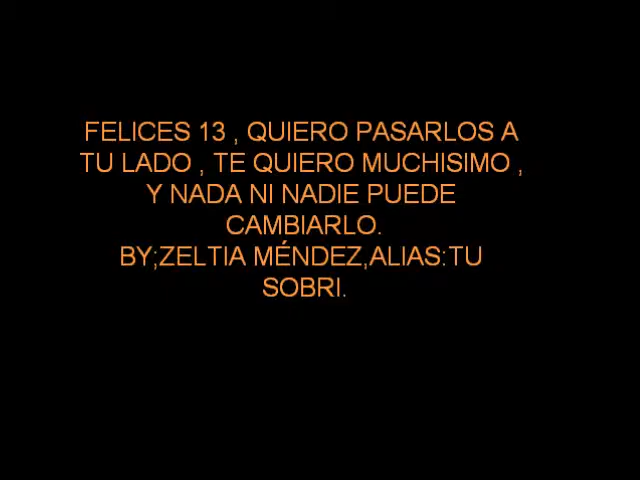 FELICES 13 , QUIERO PASARLOS A
TU LADO , TE QUIERO MUCHISIMO ,
Y NADA NI NADIE PUEDE
CAMBIARLO.
BY;ZELTIA MÉNDEZ,ALIAS:TU
SOBRI.